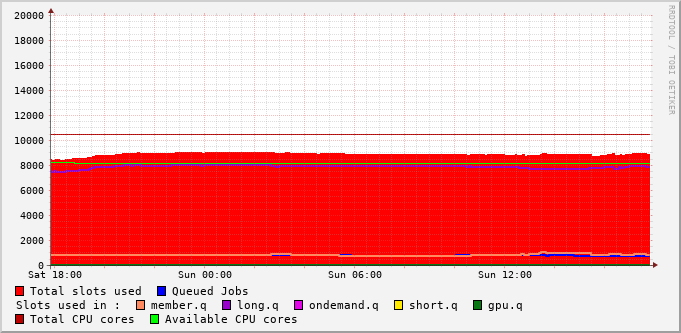 20000
18000
16000
14000
12000
10000
8000
6000
4000
2000
0
Sat 18:00 Sun 00:00 Sun 06:00 Sun 12:00
Total slots used Queued Jobs
Slots used in : member.q long.q ondemand.q short.q gpu.q
Total CPU cores Available CPU cores
RRDTOOL / TOBI OETIKER